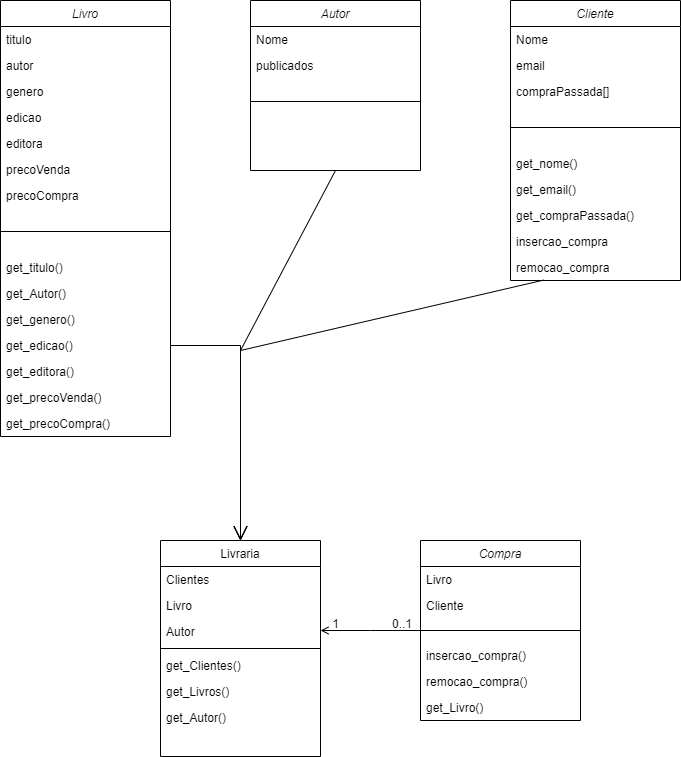 Livro
titulo
autor
genero
edicao
editora
precoVenda
precoCompra
get_titulo()
get_Autor()
get_genero()
get_edicao()
get_editora()
get_precoVenda()
get_precoCompra()
Autor
Nome
publicados
Cliente
Nome
email
compraPassada[]
get_nome()
get_email()
get_compraPassada()
insercao_compra
remocao_compra
Livraria
Clientes
Livro
Autor
get_Clientes()
get_Livros()
get_Autor()
1
0..1
Compra
Livro
Cliente
insercao_compra()
remocao_compra()
get_Livro()